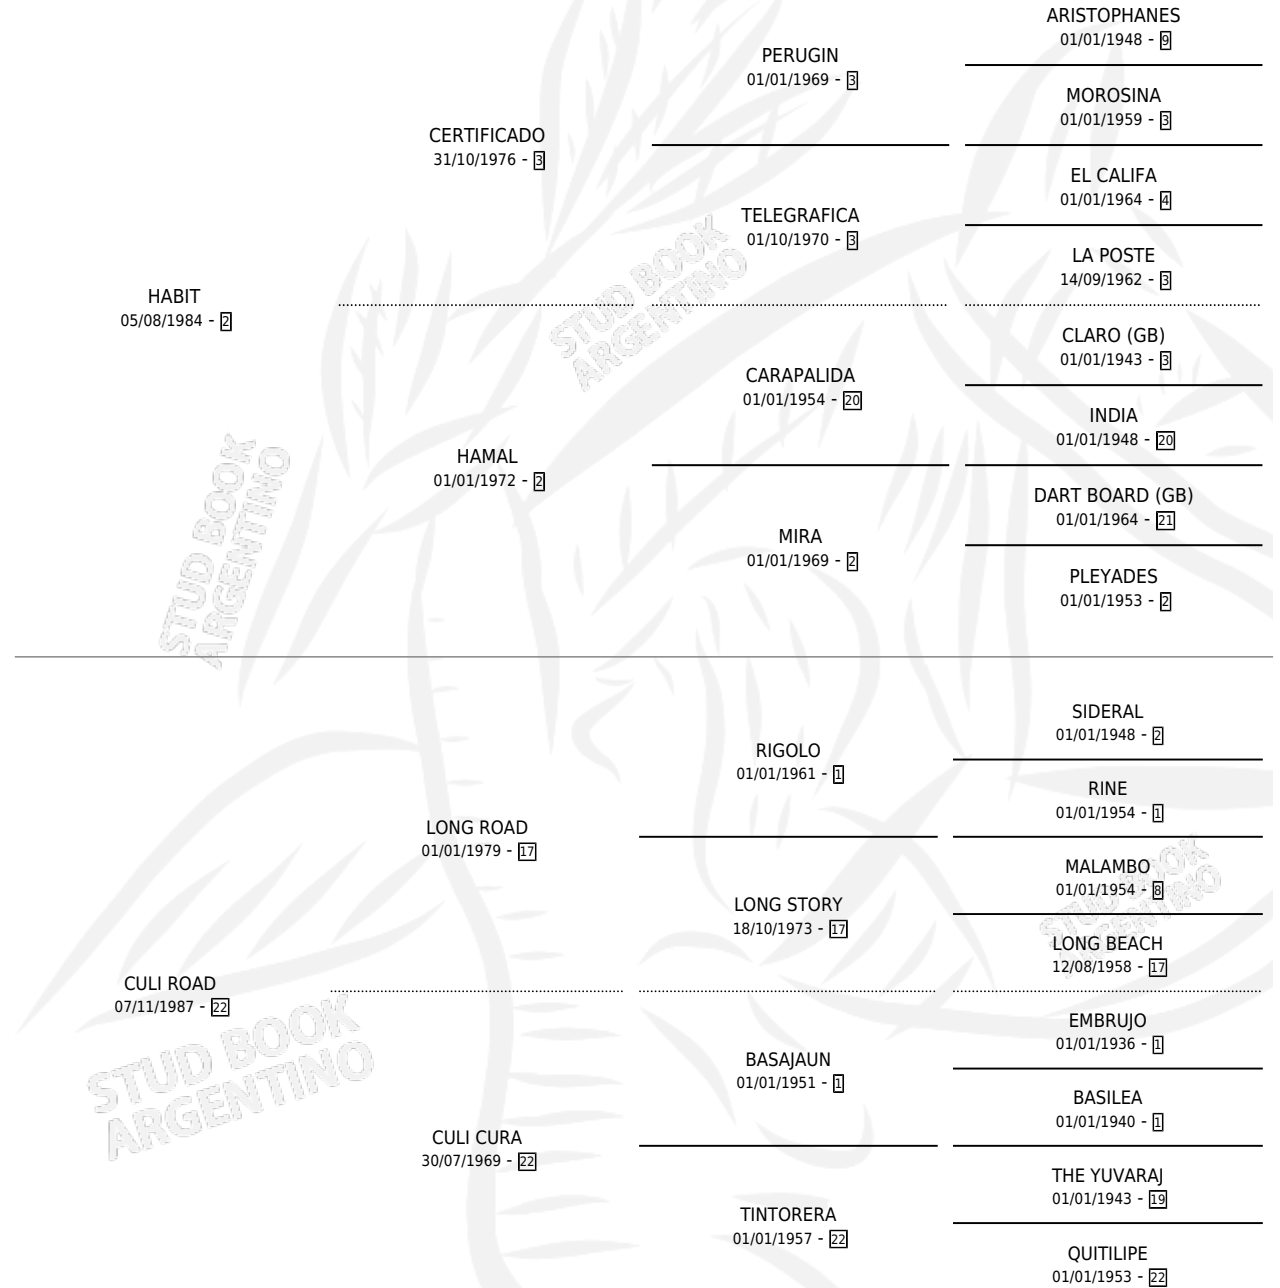 ARISTOPHANES
01/01/1948 - 9
PERUGIN
01/01/1969 - 3
MOROSINA
01/01/1959 - 3
CERTIFICADO
31/10/1976 - 3
EL CALIFA
01/01/1964 - 4
TELEGRAFICA
01/10/1970 - 3
LA POSTE
14/09/1962 - 3
HABIT
05/08/1984 - 2
STUD BOOK
ARGENTINO
CLARO (GB)
01/01/1943 - 3
CARAPALIDA
01/01/1954 - 20
INDIA
01/01/1948 - 20
HAMAL
01/01/1972 - 2
DART BOARD (GB)
01/01/1964 - 21
MIRA
01/01/1969 - 2
PLEYADES
01/01/1953 - 2
STUD BOOK
ARGENTINO
SIDERAL
01/01/1948 - 2
RIGOLO
01/01/1961 - 1
RINE
01/01/1954 - 1
LONG ROAD
01/01/1979 - 17
MALAMBO
01/01/1954 - 8
LONG STORY
18/10/1973 - 17
STUD BOOK
ARGENTINO
LONG BEACH
12/08/1958 - 17
CULI ROAD
07/11/1987 - 22
EMBRUJO
01/01/1936 - 1
BASAJAUN
01/01/1951 - 1
STUD BOOK
ARGENTINO
BASILEA
01/01/1940 - 1
CULI CURA
30/07/1969 - 22
THE YUVARAJ
01/01/1943 - 19
TINTORERA
01/01/1957 - 22
QUITILIPE
01/01/1953 - 22